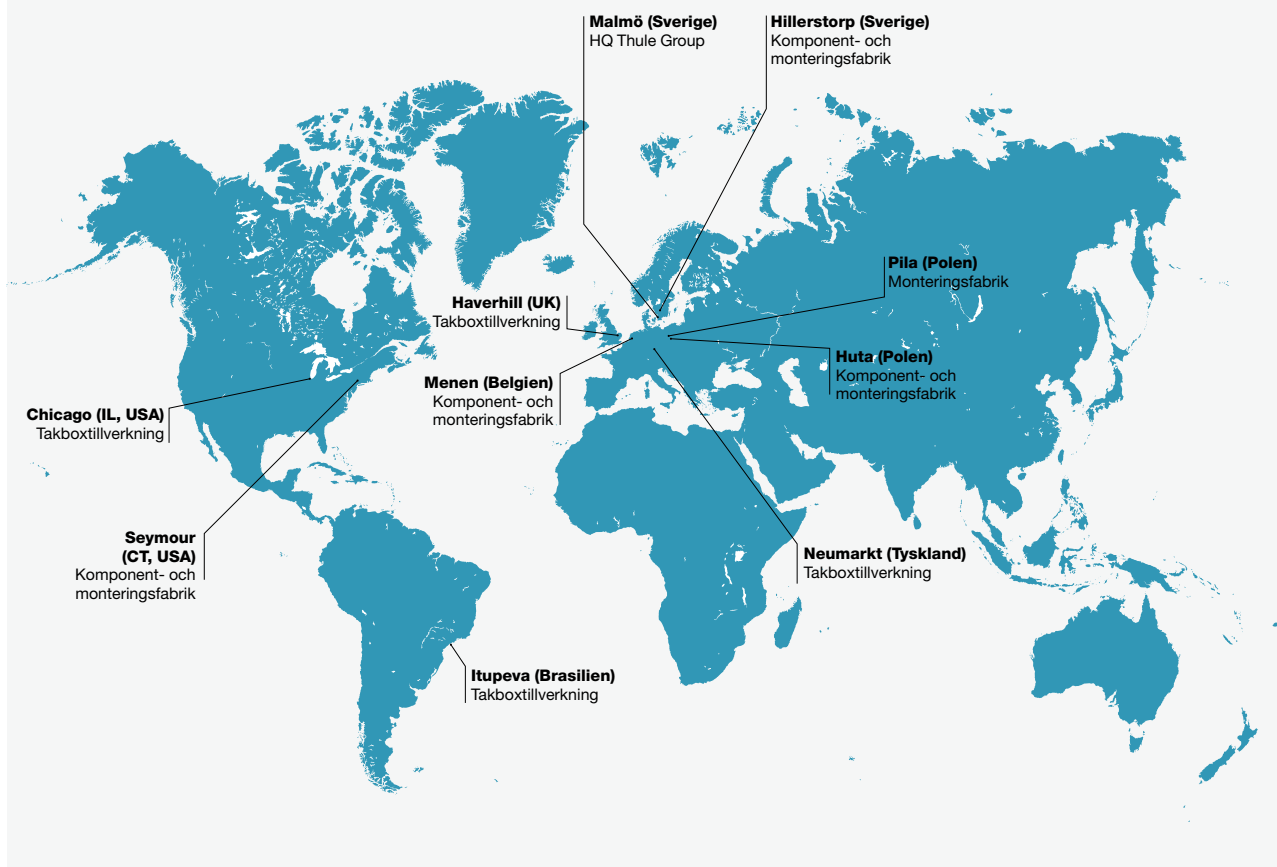 Malmö (Sverige)
HQ Thule Group
Hillerstorp (Sverige)
Komponent- och
monteringsfabrik
Pila (Polen)
Monteringsfabrik
Haverhill (UK)
Takboxtillverkning
Huta (Polen)
Komponent- och
monteringsfabrik
Menen (Belgien)
Komponent- och
monteringsfabrik
Chicago (IL, USA)
Takboxtillverkning
Seymour
(CT, USA)
Komponent- och
monteringsfabrik
Neumarkt (Tyskland)
Takboxtillverkning
Itupeva (Brasilien)
Takboxtillverkning